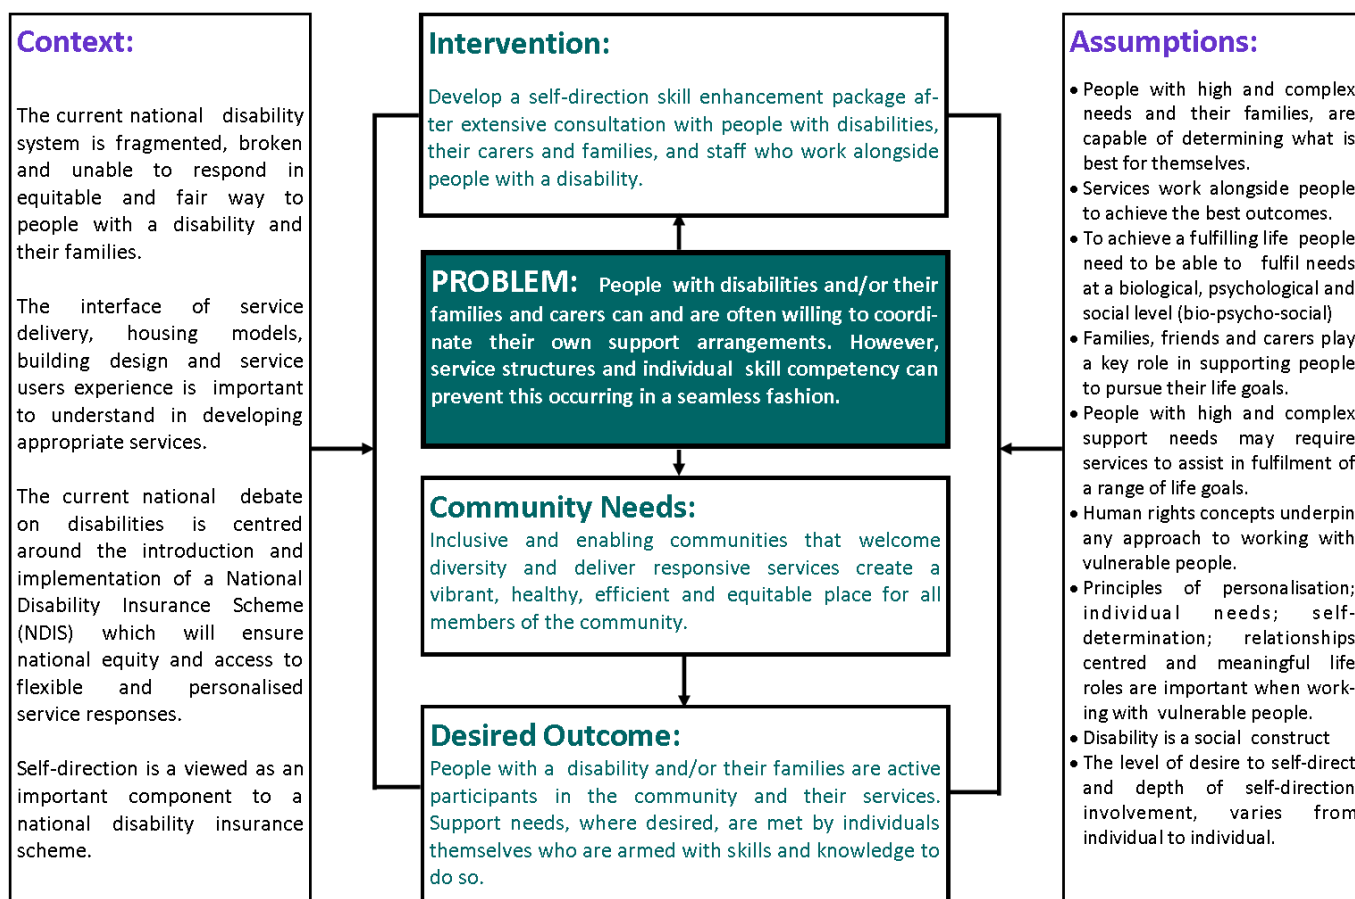 Context:
The current national disability
system is fragmented, broken
and unable to respond in
equitable and fair way to
people with a disability and
their families.
The interface of service
delivery, housing models,
building design and service
users experience is important
to understand in developing
appropriate services.
The current national debate
on disabilities is centred
around the introduction and
implementation of a National
Disability Insurance Scheme
(NDIS) which will ensure
national equity and access to
flexible and personalised
service responses.
Self-direction is a viewed as an
important component to a
national disability insurance
scheme.
Intervention:
Develop a self-direction skill enhancement package af-
ter extensive consultation with people with disabilities,
their carers and families, and staff who work alongside
people with a disability.
PROBLEM: People with disabilities and/or their
families and carers can and are often willing to coordi-
nate their own support arrangements. However,
service structures and individual skill competency can
prevent this occurring in a seamless fashion.
Community Needs:
Inclusive and enabling communities that welcome
diversity and deliver responsive services create a
vibrant, healthy, efficient and equitable place for all
members of the community.
Desired Outcome:
People with a disability and/or their families are active
participants in the community and their services.
Support needs, where desired, are met by individuals
themselves who are armed with skills and knowledge to
do so.
Assumptions:
• People with high and complex
needs and their families, are
capable of determining what is
best for themselves.
• Services work alongside people
to achieve the best outcomes.
• To achieve a fulfilling life people
need to be able to fulfil needs
at a biological, psychological and
social level (bio-psycho-social)
• Families, friends and carers play
a key role in supporting people
to pursue their life goals.
• People with high and complex
support needs may require
services to assist in fulfilment of
a range of life goals.
• Human rights concepts underpin
any approach to working with
vulnerable people.
• Principles of personalisation;
individual needs; self-
determination; relationships
centred and meaningful life
roles are important when work-
ing with vulnerable people.
• Disability is a social construct
• The level of desire to self-direct
and depth of self-direction
involvement, varies from
individual to individual.